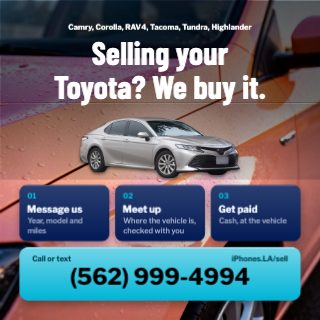 Camry, Corolla, RAV4, Tacoma, Tundra, Highlander
Selling your
Toyota? We buy it.
01
Message us
Year, model and
miles
02
Meet up
Where the vehicle is,
checked with you
03
Get paid
Cash, at the vehicle
Call or text
iPhones.LA/sell
(562) 999-4994